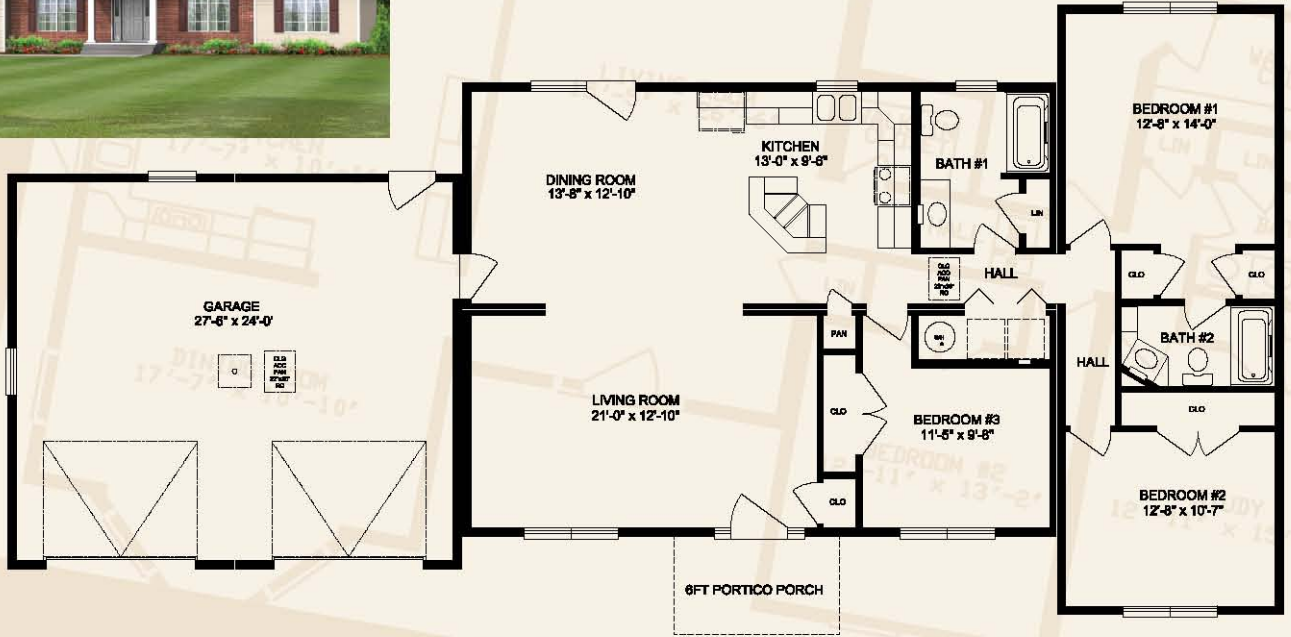 BEDROOM #1
12'-8" x 14'-0"
KITCHEN
13'-0" x 9'-6"
BATH #1
DINING ROOM
13'-8" x 12'-10"
LIN
HALL
CLO
CLO
GARAGE
27'-6" x 24'-0"
PAN
BATH #2
HALL
LIVING ROOM
21'-0" x 12'-10"
CLO
BEDROOM #3
11'-5" x 9'-6"
CLO
CLO
BEDROOM #2
12'-8" x 10'-7"
6FT PORTICO PORCH